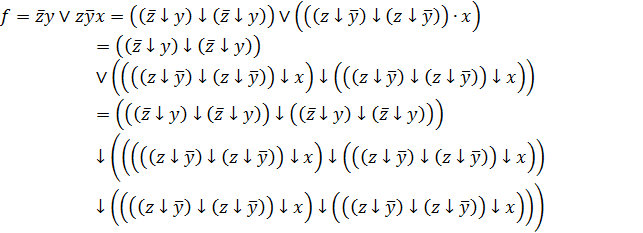 f = z̄y ∨ zȳx = ((z̄ ↓ y) ↓ (z̄ ↓ y)) ∨ (((z ↓ ȳ) ↓ (z ↓ ȳ)) · x)
= ((z̄ ↓ y) ↓ (z̄ ↓ y))
∨ ((((z ↓ ȳ) ↓ (z ↓ ȳ)) ↓ x) ↓ (((z ↓ ȳ) ↓ (z ↓ ȳ)) ↓ x))
= (((z̄ ↓ y) ↓ (z̄ ↓ y)) ↓ ((z̄ ↓ y) ↓ (z̄ ↓ y)))
↓ (((((z ↓ ȳ) ↓ (z ↓ ȳ)) ↓ x) ↓ (((z ↓ ȳ) ↓ (z ↓ ȳ)) ↓ x))
↓ ((((z ↓ ȳ) ↓ (z ↓ ȳ)) ↓ x) ↓ (((z ↓ ȳ) ↓ (z ↓ ȳ)) ↓ x)))